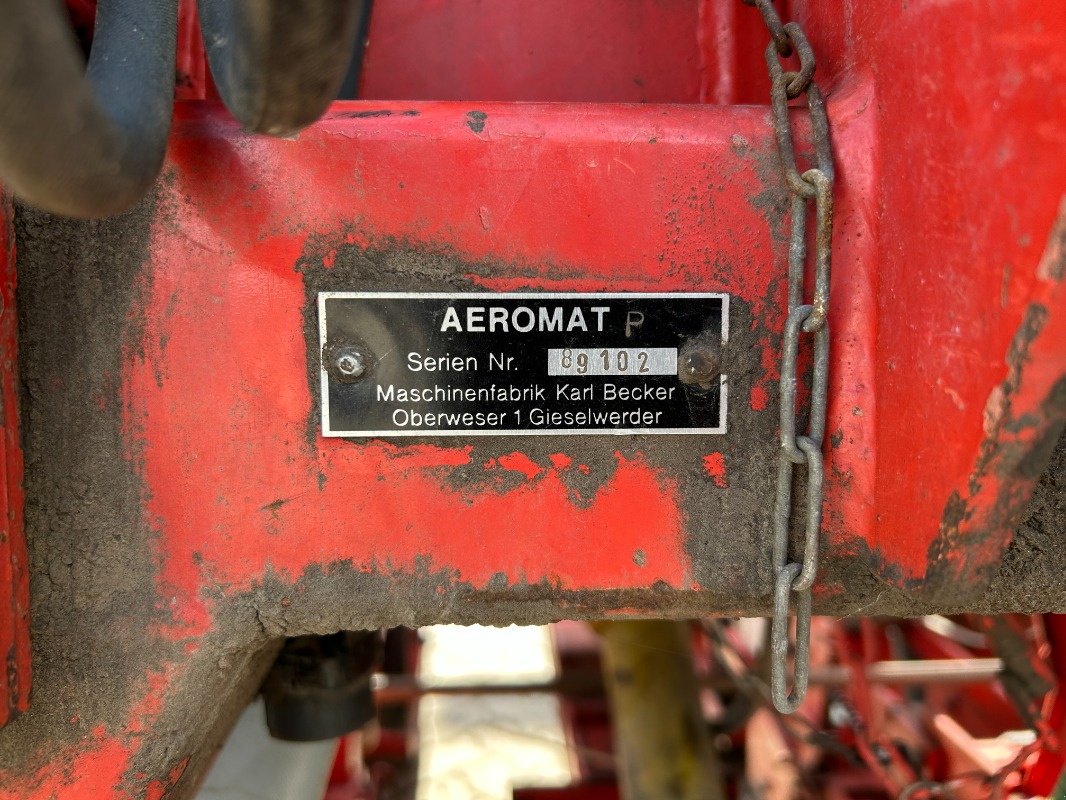 AEROMAT P
Serien Nr. 89102
Maschinenfabrik Karl Becker
Oberweser 1 Gieselwerder